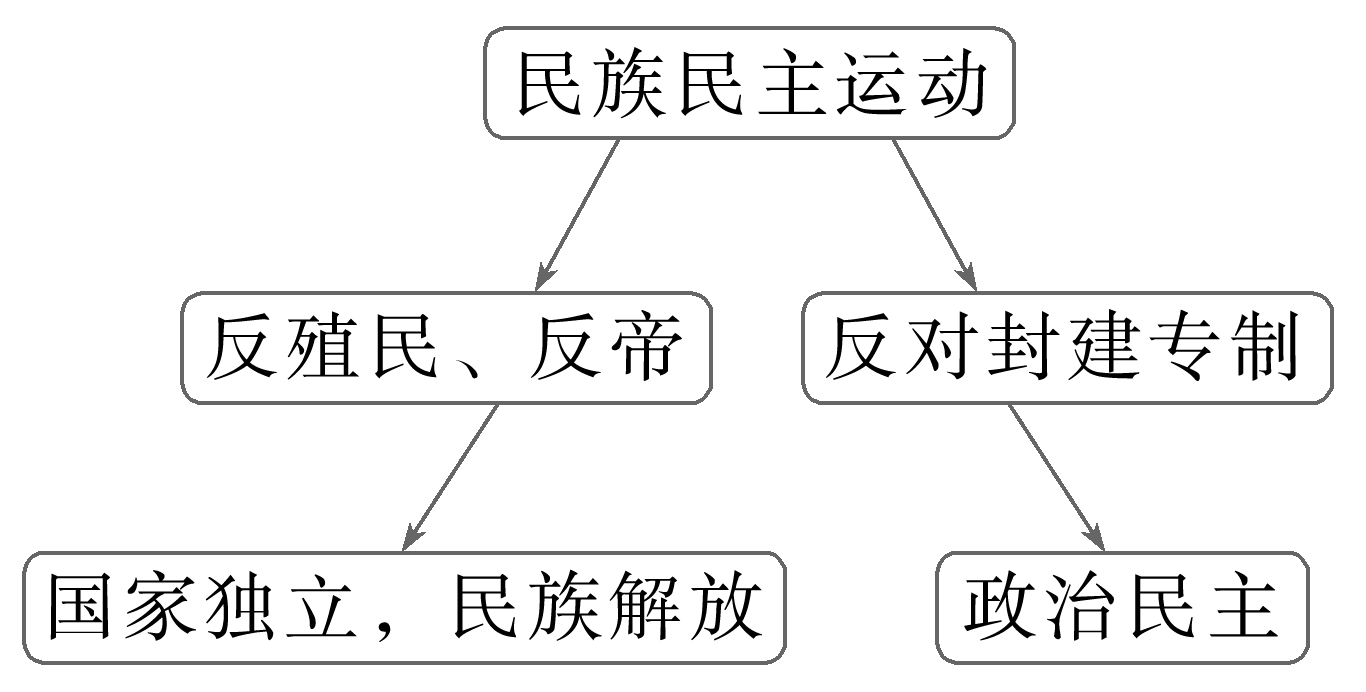 民族民主运动
反殖民、反帝
反对封建专制
国家独立，民族解放
政治民主